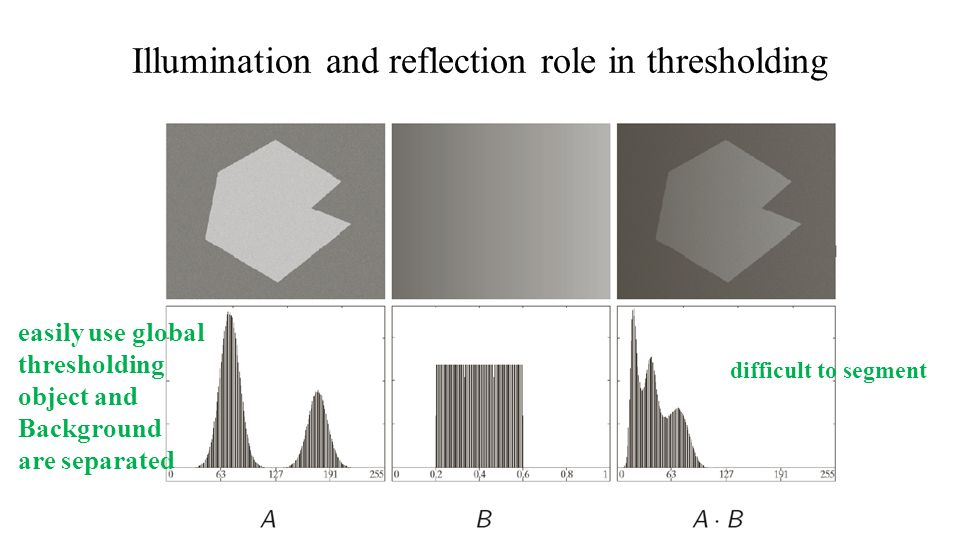 Illumination and reflection role in thresholding
easily use global
thresholding
object and
Background
are separated
difficult to segment
0 63 127 191 255
0 0.2 0.4 0.6 0.8 1
0 63 127 191 255
A
B
A · B